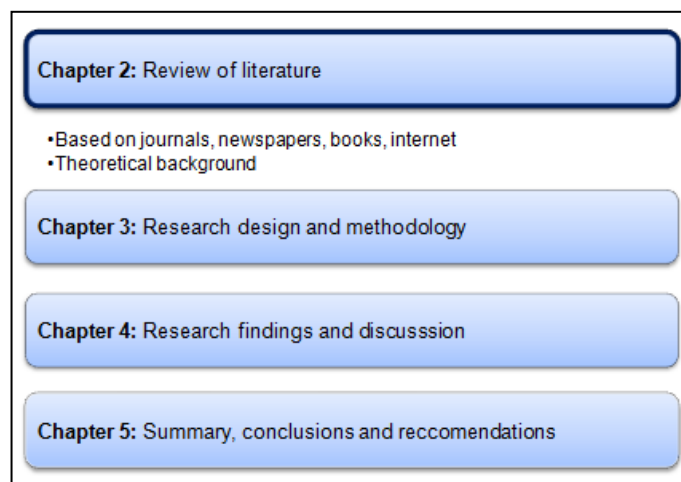 Chapter 2: Review of literature
•Based on journals, newspapers, books, internet
•Theoretical background
Chapter 3: Research design and methodology
Chapter 4: Research findings and discusssion
Chapter 5: Summary, conclusions and reccomendations